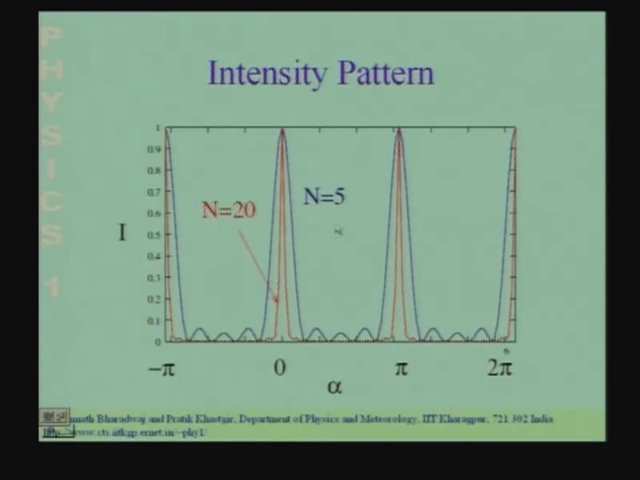 PHYSICS 1
Intensity Pattern
1
0.9
0.8
0.7
0.6
0.5
0.4
0.3
0.2
0.1
0
I
N=20
N=5
−π
0
π
2π
6
α
and Pratik Khastgir, Department of Physics and Meteorology, IIT Kharagpur, 721 302 India
www.cts.iitkgp.ernet.in/~phy1/